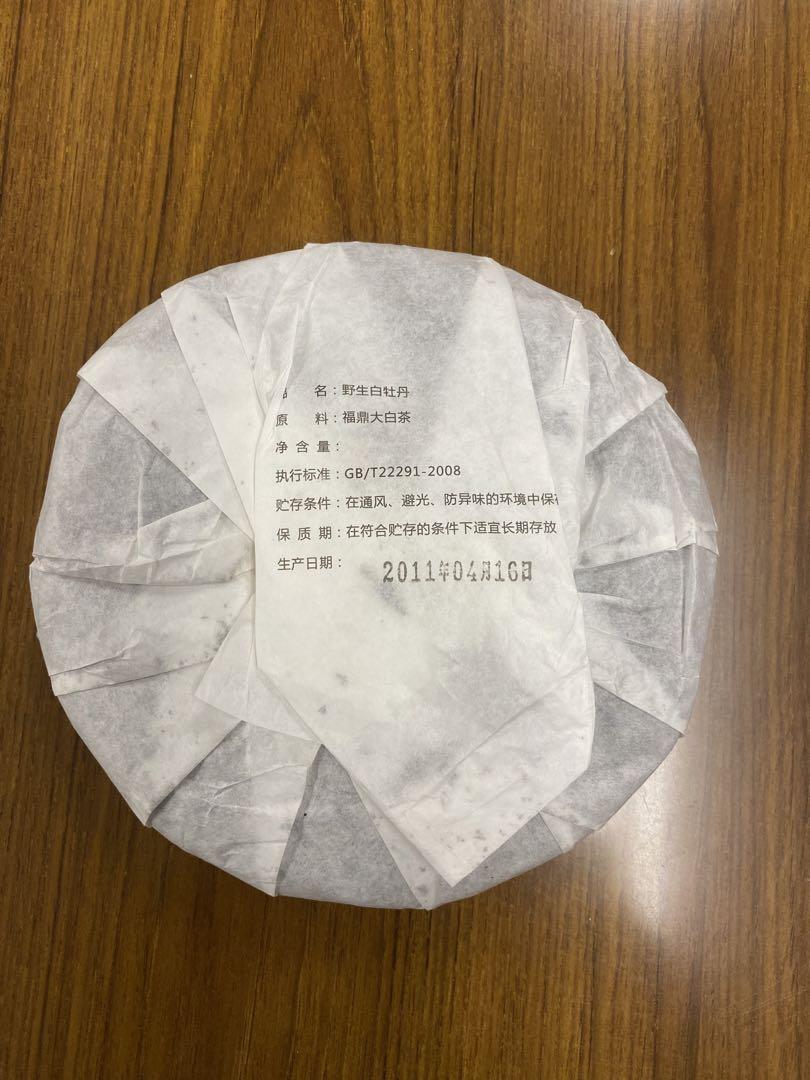 名：野生白牡丹
原 料：福鼎大白茶
净 含 量：
执行标准：GB/T22291-2008
贮存条件：在通风、避光、防异味的环境中保存
保 质 期：在符合贮存的条件下适宜长期存放
生产日期： 2011年04月16日